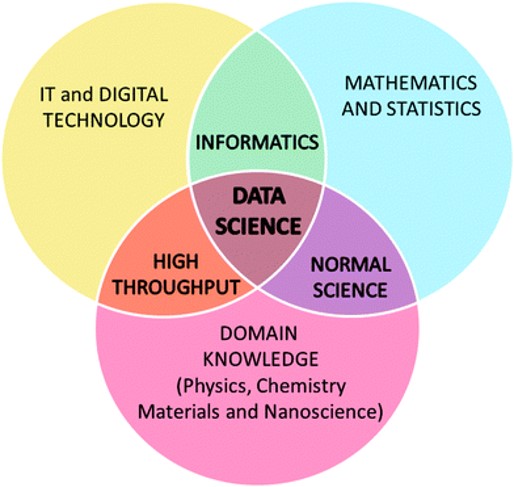 IT and DIGITAL
TECHNOLOGY
MATHEMATICS
AND STATISTICS
INFORMATICS
DATA
SCIENCE
HIGH
THROUGHPUT
NORMAL
SCIENCE
DOMAIN
KNOWLEDGE
(Physics, Chemistry
Materials and Nanoscience)